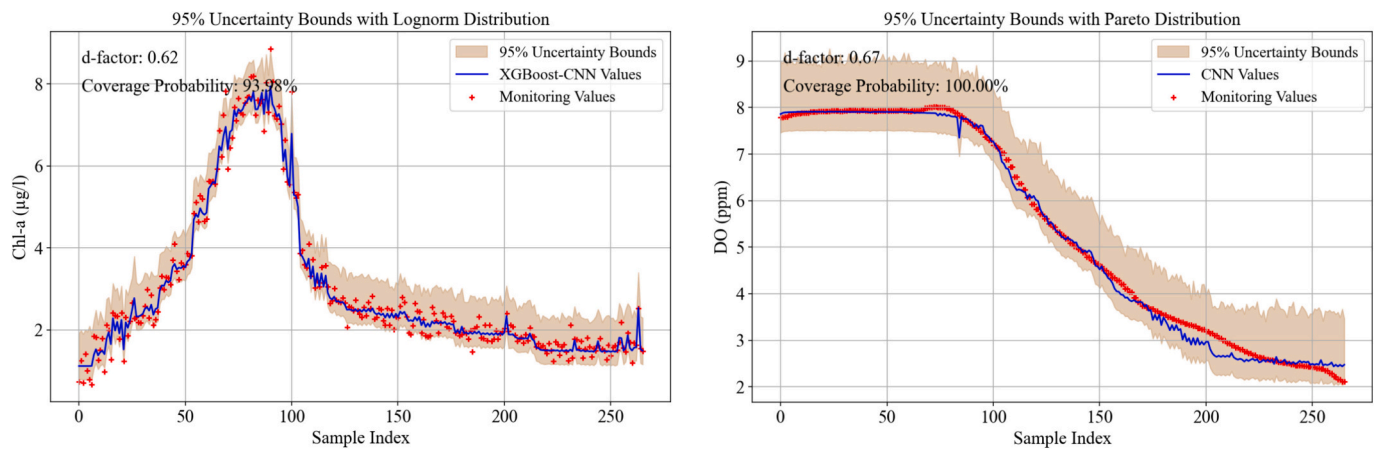 95% Uncertainty Bounds with Lognorm Distribution
d-factor: 0.62
Coverage Probability: 93.98%
95% Uncertainty Bounds
XGBoost-CNN Values
Monitoring Values
Chl-a (μg/l)
8
6
4
2
0
50
100
150
200
250
Sample Index
95% Uncertainty Bounds with Pareto Distribution
d-factor: 0.67
Coverage Probability: 100.00%
95% Uncertainty Bounds
CNN Values
Monitoring Values
DO (ppm)
9
8
7
6
5
4
3
2
0
50
100
150
200
250
Sample Index